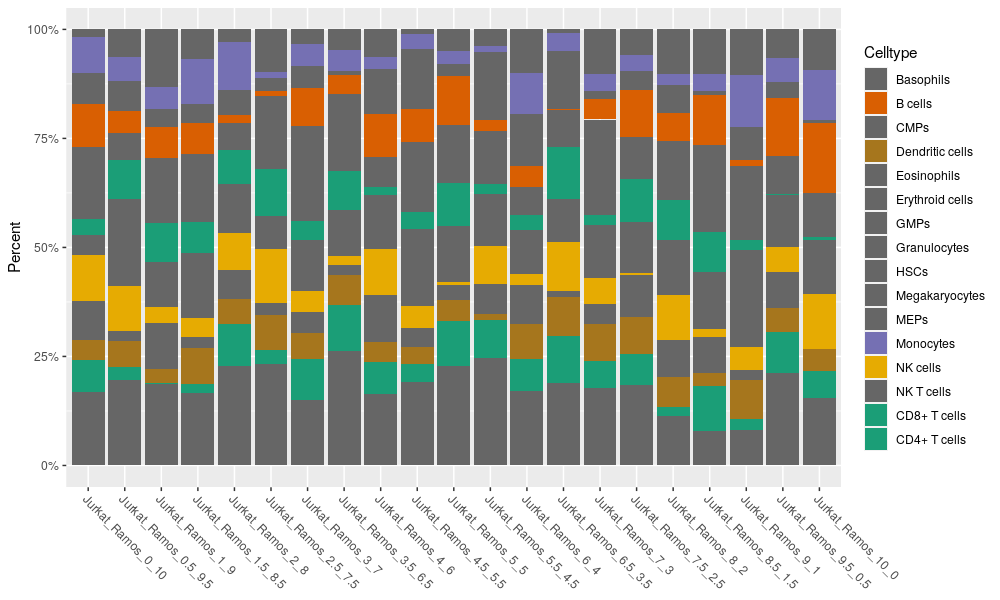 100%
75%
50%
25%
0%
Percent
Jurkat_Ramos_0_10
Jurkat_Ramos_0.5_9.5
Jurkat_Ramos_1_9
Jurkat_Ramos_1.5_8.5
Jurkat_Ramos_2_8
Jurkat_Ramos_2.5_7.5
Jurkat_Ramos_3_7
Jurkat_Ramos_3.5_6.5
Jurkat_Ramos_4_6
Jurkat_Ramos_4.5_5.5
Jurkat_Ramos_5_5
Jurkat_Ramos_5.5_4.5
Jurkat_Ramos_6_4
Jurkat_Ramos_6.5_3.5
Jurkat_Ramos_7_3
Jurkat_Ramos_7.5_2.5
Jurkat_Ramos_8_2
Jurkat_Ramos_8.5_1.5
Jurkat_Ramos_9_1
Jurkat_Ramos_9.5_0.5
Jurkat_Ramos_10_0
Celltype
Basophils
B cells
CMPs
Dendritic cells
Eosinophils
Erythroid cells
GMPs
Granulocytes
HSCs
Megakaryocytes
MEPs
Monocytes
NK cells
NK T cells
CD8+ T cells
CD4+ T cells